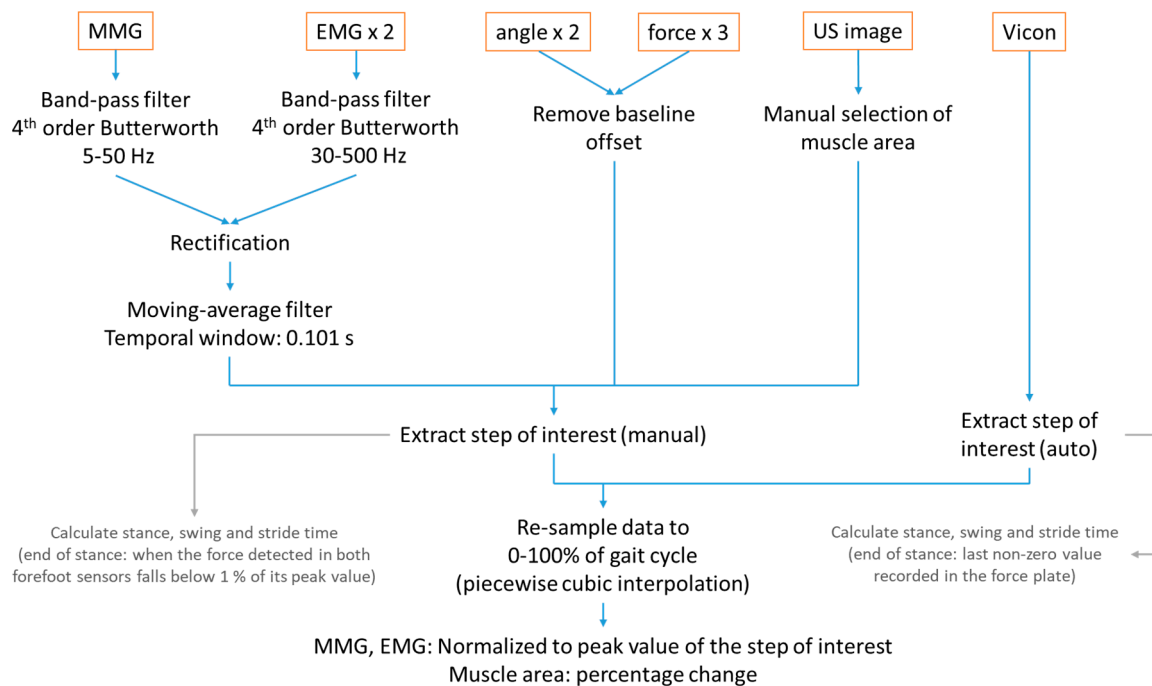 MMG
EMG x 2
angle x 2
force x 3
US image
Vicon
Band-pass filter
4th order Butterworth
5-50 Hz
Band-pass filter
4th order Butterworth
30-500 Hz
Remove baseline
offset
Manual selection of
muscle area
Rectification
Moving-average filter
Temporal window: 0.101 s
Extract step of interest (manual)
Extract step of
interest (auto)
Calculate stance, swing and stride time
(end of stance: when the force detected in both
forefoot sensors falls below 1 % of its peak value)
Re-sample data to
0-100% of gait cycle
(piecewise cubic interpolation)
Calculate stance, swing and stride time
(end of stance: last non-zero value
recorded in the force plate)
MMG, EMG: Normalized to peak value of the step of interest
Muscle area: percentage change